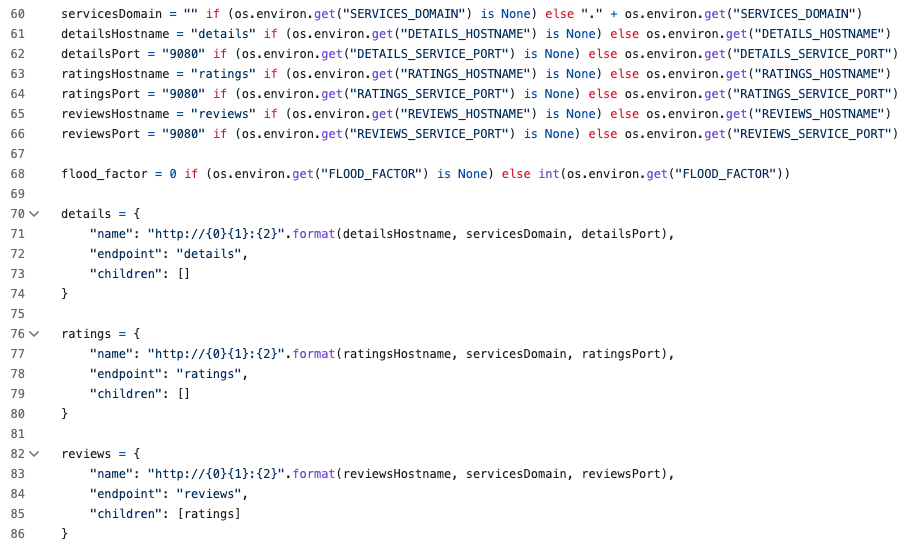 60 servicesDomain = "" if (os.environ.get("SERVICES_DOMAIN") is None) else "." + os.environ.get("SERVICES_DOMAIN")
61 detailsHostname = "details" if (os.environ.get("DETAILS_HOSTNAME") is None) else os.environ.get("DETAILS_HOSTNAME")
62 detailsPort = "9080" if (os.environ.get("DETAILS_SERVICE_PORT") is None) else os.environ.get("DETAILS_SERVICE_PORT")
63 ratingsHostname = "ratings" if (os.environ.get("RATINGS_HOSTNAME") is None) else os.environ.get("RATINGS_HOSTNAME")
64 ratingsPort = "9080" if (os.environ.get("RATINGS_SERVICE_PORT") is None) else os.environ.get("RATINGS_SERVICE_PORT")
65 reviewsHostname = "reviews" if (os.environ.get("REVIEWS_HOSTNAME") is None) else os.environ.get("REVIEWS_HOSTNAME")
66 reviewsPort = "9080" if (os.environ.get("REVIEWS_SERVICE_PORT") is None) else os.environ.get("REVIEWS_SERVICE_PORT")
67
68 flood_factor = 0 if (os.environ.get("FLOOD_FACTOR") is None) else int(os.environ.get("FLOOD_FACTOR"))
69
70 details = {
71     "name": "http://{0}{1}:{2}".format(detailsHostname, servicesDomain, detailsPort),
72     "endpoint": "details",
73     "children": []
74 }
75
76 ratings = {
77     "name": "http://{0}{1}:{2}".format(ratingsHostname, servicesDomain, ratingsPort),
78     "endpoint": "ratings",
79     "children": []
80 }
81
82 reviews = {
83     "name": "http://{0}{1}:{2}".format(reviewsHostname, servicesDomain, reviewsPort),
84     "endpoint": "reviews",
85     "children": [ratings]
86 }